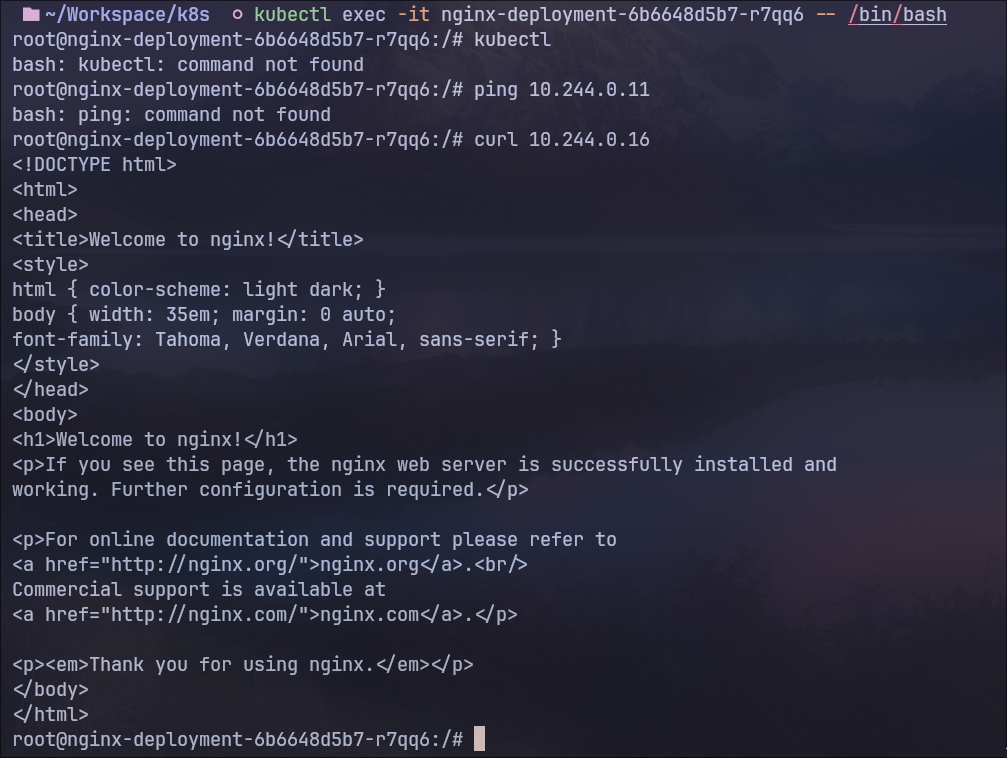 ~/Workspace/k8s kubectl exec -it nginx-deployment-6b6648d5b7-r7qq6 -- /bin/bash
root@nginx-deployment-6b6648d5b7-r7qq6:/# kubectl
bash: kubectl: command not found
root@nginx-deployment-6b6648d5b7-r7qq6:/# ping 10.244.0.11
bash: ping: command not found
root@nginx-deployment-6b6648d5b7-r7qq6:/# curl 10.244.0.16
<!DOCTYPE html>
<html>
<head>
<title>Welcome to nginx!</title>
<style>
html { color-scheme: light dark; }
body { width: 35em; margin: 0 auto;
font-family: Tahoma, Verdana, Arial, sans-serif; }
</style>
</head>
<body>
<h1>Welcome to nginx!</h1>
<p>If you see this page, the nginx web server is successfully installed and
working. Further configuration is required.</p>

<p>For online documentation and support please refer to
<a href="http://nginx.org/">nginx.org</a>.<br/>
Commercial support is available at
<a href="http://nginx.com/">nginx.com</a>.</p>

<p><em>Thank you for using nginx.</em></p>
</body>
</html>
root@nginx-deployment-6b6648d5b7-r7qq6:/#